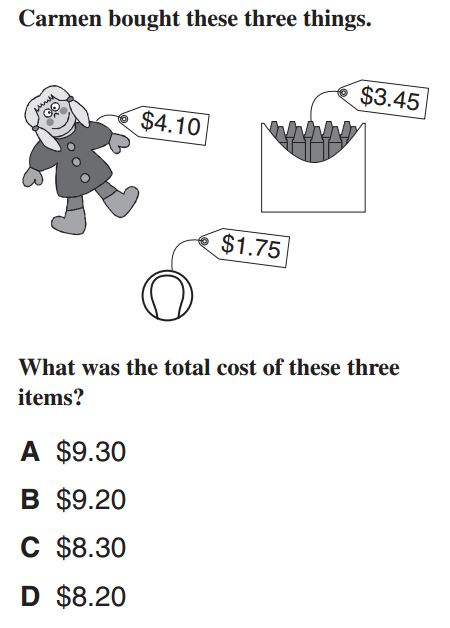 Carmen bought these three things.
$4.10
$3.45
$1.75
What was the total cost of these three
items?
A $9.30
B $9.20
C $8.30
D $8.20